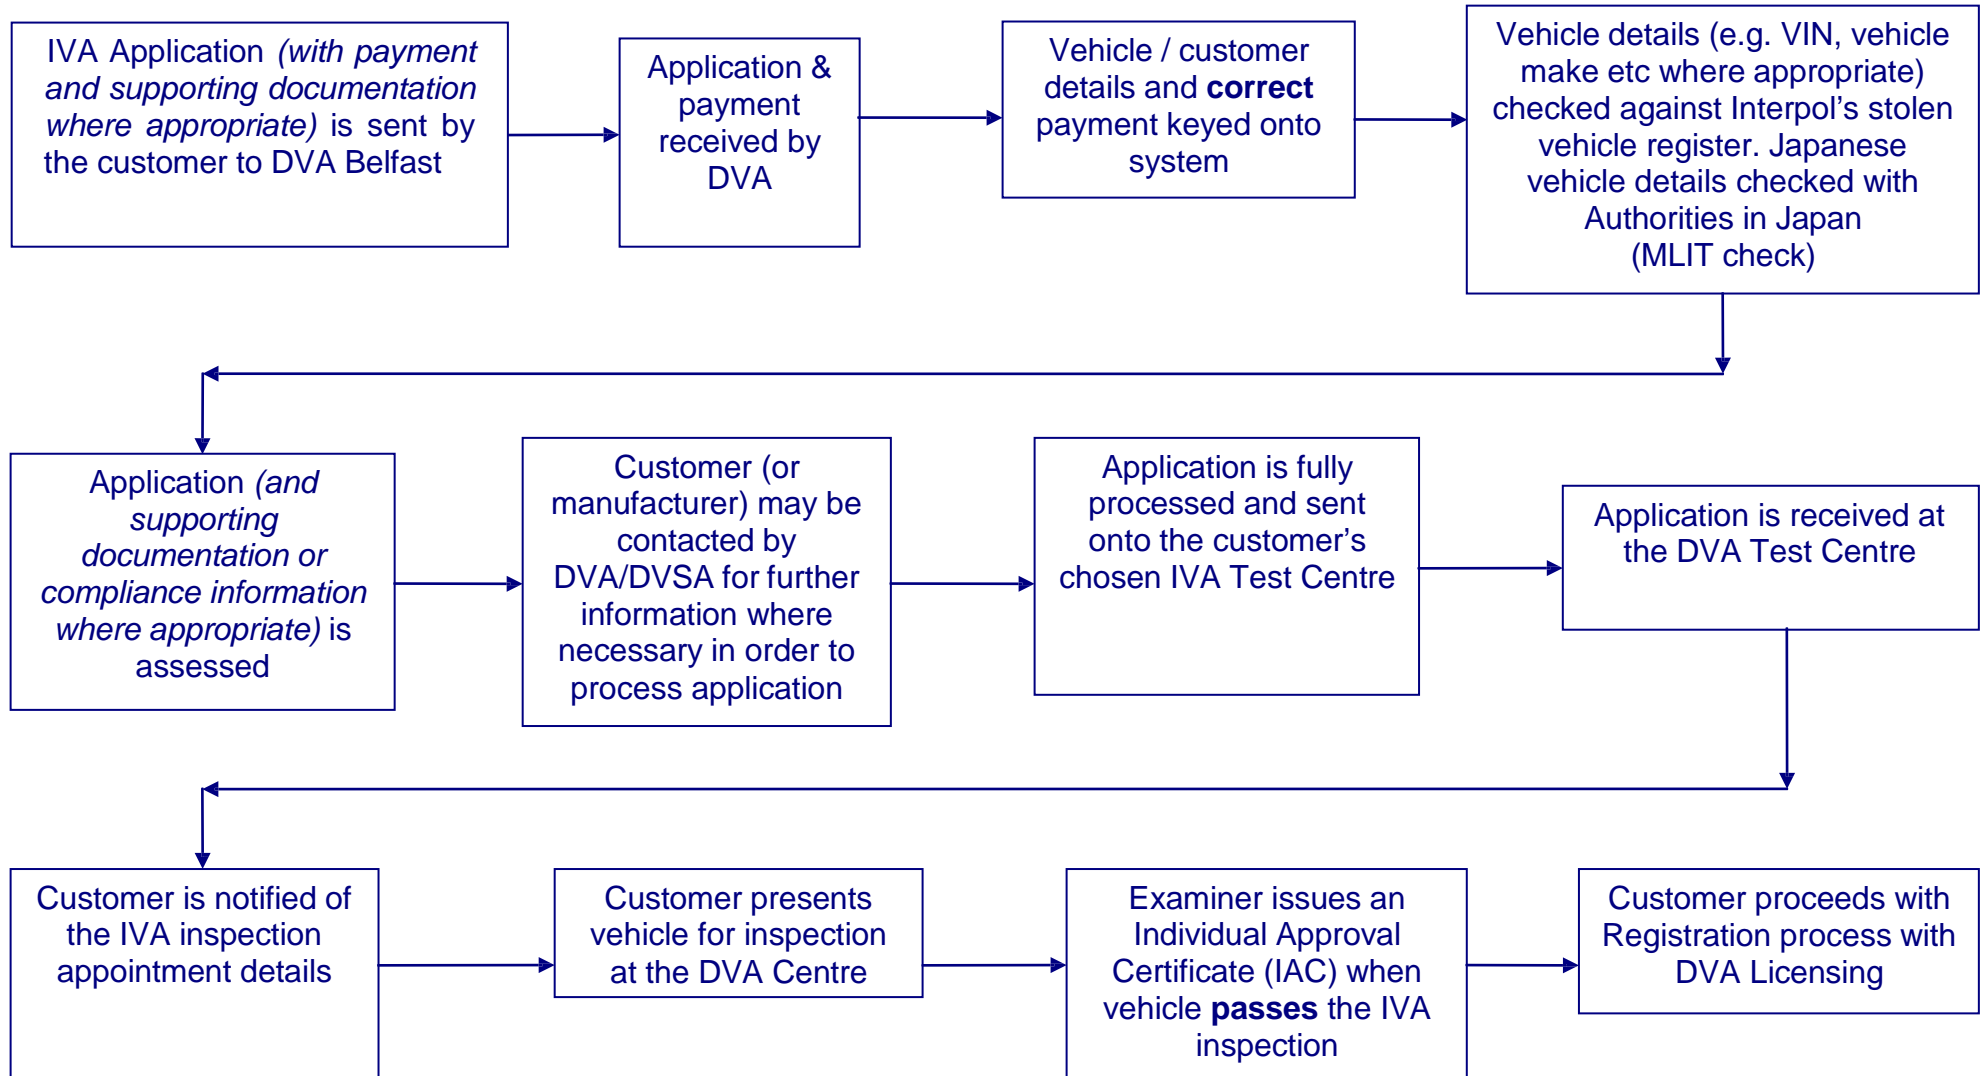 IVA Application (with payment
and supporting documentation
where appropriate) is sent by
the customer to DVA Belfast
Application &
payment
received by
DVA
Vehicle / customer
details and correct
payment keyed onto
system
Vehicle details (e.g. VIN, vehicle
make etc where appropriate)
checked against Interpol’s stolen
vehicle register. Japanese
vehicle details checked with
Authorities in Japan
(MLIT check)
Application (and
supporting
documentation or
compliance information
where appropriate) is
assessed
Customer (or
manufacturer) may be
contacted by
DVA/DVSA for further
information where
necessary in order to
process application
Application is fully
processed and sent
onto the customer’s
chosen IVA Test Centre
Application is received at
the DVA Test Centre
Customer is notified of
the IVA inspection
appointment details
Customer presents
vehicle for inspection
at the DVA Centre
Examiner issues an
Individual Approval
Certificate (IAC) when
vehicle passes the IVA
inspection
Customer proceeds with
Registration process with
DVA Licensing